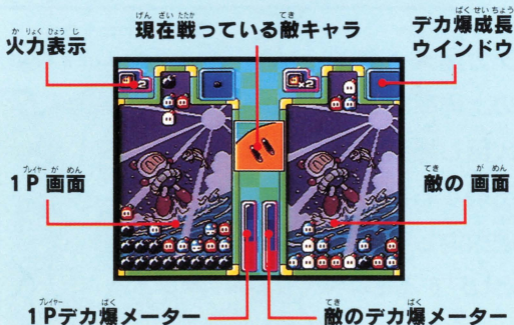 火力表示
現在戦っている敵キャラ
デカ爆成長
ウインドウ
x2
x2
1P画面
敵の画面
1Pデカ爆メーター
敵のデカ爆メーター